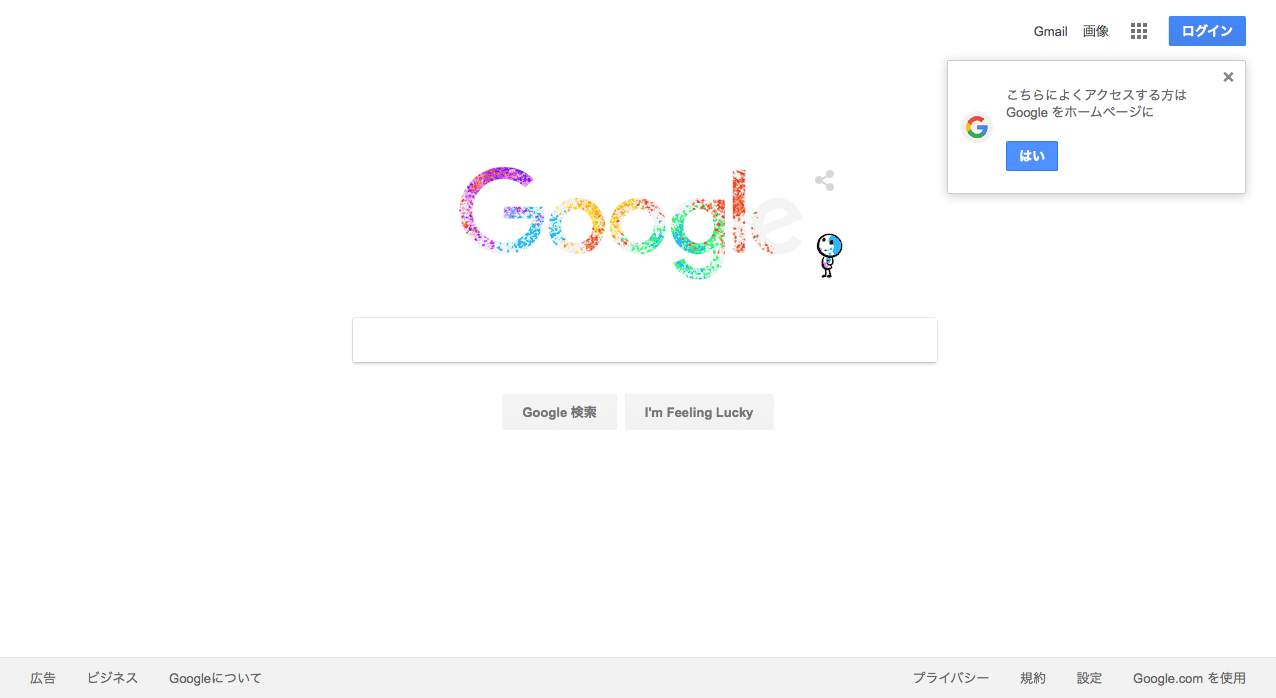 Gmail 画像 ログイン
こちらによくアクセスする方は
Google をホームページに
はい
Google
Google 検索 I'm Feeling Lucky
広告 ビジネス Googleについて プライバシー 規約 設定 Google.com を使用